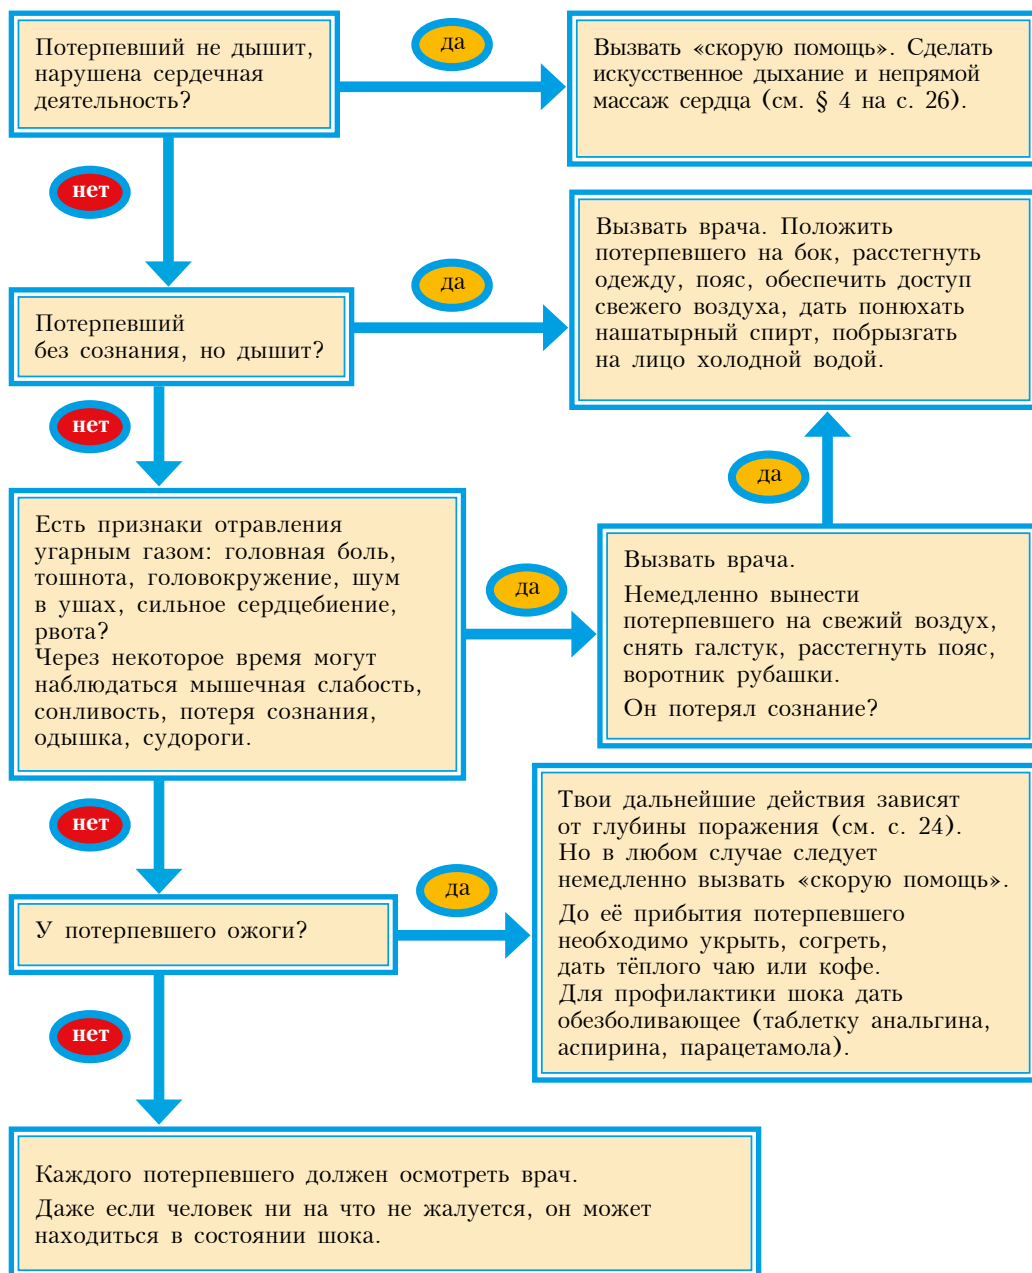 Потерпевший не дышит,
нарушена сердечная
деятельность?
да
Вызвать «скорую помощь». Сделать
искусственное дыхание и непрямой
массаж сердца (см. § 4 на с. 26).
нет
Потерпевший
без сознания, но дышит?
да
Вызвать врача. Положить
потерпевшего на бок, расстегнуть
одежду, пояс, обеспечить доступ
свежего воздуха, дать понюхать
нашатырный спирт, побрызгать
на лицо холодной водой.
нет
Есть признаки отравления
угарным газом: головная боль,
тошнота, головокружение, шум
в ушах, сильное сердцебиение,
рвота?
Через некоторое время могут
наблюдаться мышечная слабость,
сонливость, потеря сознания,
одышка, судороги.
да
Вызвать врача.
Немедленно вынести
потерпевшего на свежий воздух,
снять галстук, расстегнуть пояс,
воротник рубашки.
Он потерял сознание?
да
нет
У потерпевшего ожоги?
да
Твои дальнейшие действия зависят
от глубины поражения (см. с. 24).
Но в любом случае следует
немедленно вызвать «скорую помощь».
До её прибытия потерпевшего
необходимо укрыть, согреть,
дать тёплого чаю или кофе.
Для профилактики шока дать
обезболивающее (таблетку анальгина,
аспирина, парацетамола).
нет
Каждого потерпевшего должен осмотреть врач.
Даже если человек ни на что не жалуется, он может
находиться в состоянии шока.